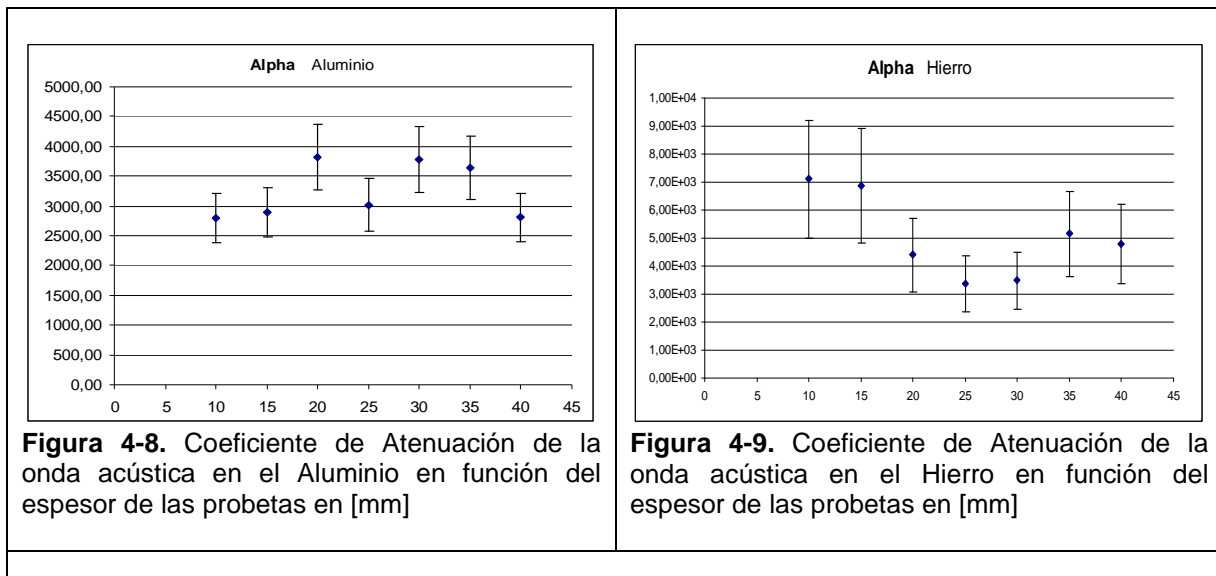 Alpha Aluminio
5000,00
4500,00
4000,00
3500,00
3000,00
2500,00
2000,00
1500,00
1000,00
500,00
0,00
0 5 10 15 20 25 30 35 40 45
Figura 4-8. Coeficiente de Atenuación de la
onda acústica en el Aluminio en función del
espesor de las probetas en [mm]
Alpha Hierro
1,00E+04
9,00E+03
8,00E+03
7,00E+03
6,00E+03
5,00E+03
4,00E+03
3,00E+03
2,00E+03
1,00E+03
0,00E+00
0 5 10 15 20 25 30 35 40 45
Figura 4-9. Coeficiente de Atenuación de la
onda acústica en el Hierro en función del
espesor de las probetas en [mm]